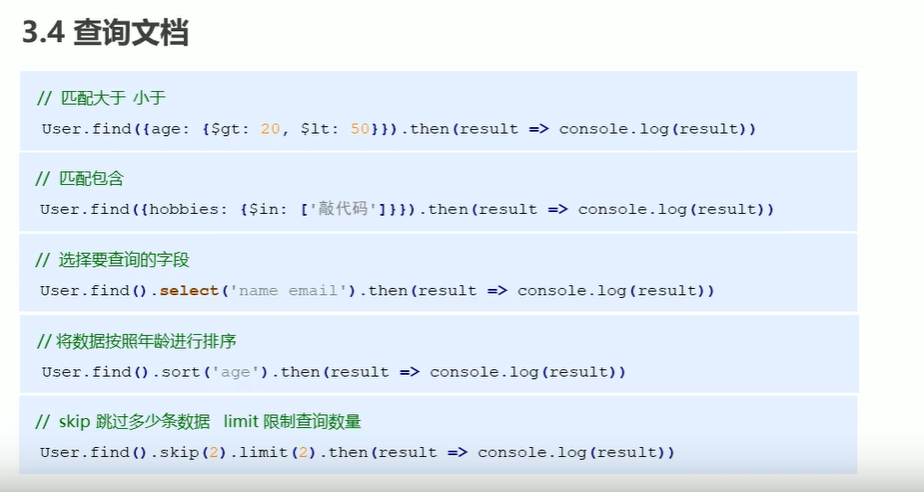 3.4 查询文档
// 匹配大于 小于
User.find({age: {$gt: 20, $lt: 50}}).then(result => console.log(result))
// 匹配包含
User.find({hobbies: {$in: ['敲代码']}}).then(result => console.log(result))
// 选择要查询的字段
User.find().select('name email').then(result => console.log(result))
// 将数据按照年龄进行排序
User.find().sort('age').then(result => console.log(result))
// skip 跳过多少条数据 limit 限制查询数量
User.find().skip(2).limit(2).then(result => console.log(result))